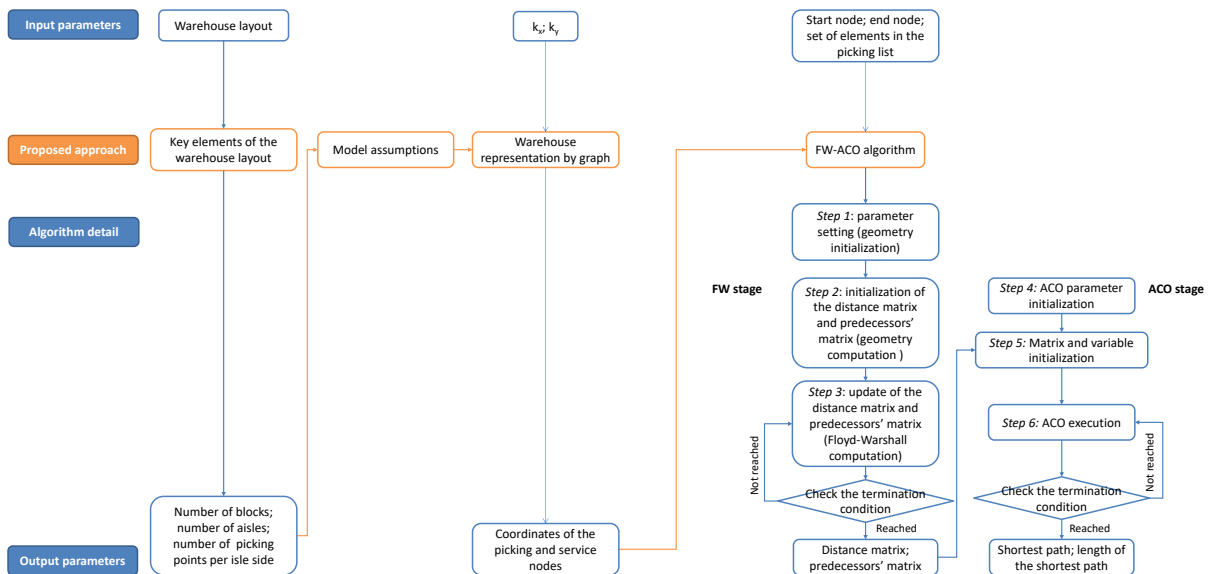 Input parameters
Warehouse layout
kx; ky
Start node; end node;
set of elements in the
picking list
Proposed approach
Key elements of the
warehouse layout
Model assumptions
Warehouse
representation by graph
FW-ACO algorithm
Algorithm detail
Step 1: parameter
setting (geometry
initialization)
FW stage
Step 2: initialization of
the distance matrix
and predecessors'
matrix (geometry
computation )
Step 3: update of the
distance matrix and
predecessors' matrix
(Floyd-Warshall
computation)
Not reached
Check the termination
condition
Reached
Step 4: ACO parameter
initialization
ACO stage
Step 5: Matrix and variable
initialization
Step 6: ACO execution
Not reached
Check the termination
condition
Reached
Output parameters
Number of blocks;
number of aisles;
number of  picking
points per isle side
Coordinates of the
picking and service
nodes
Distance matrix;
predecessors' matrix
Shortest path; length of
the shortest path